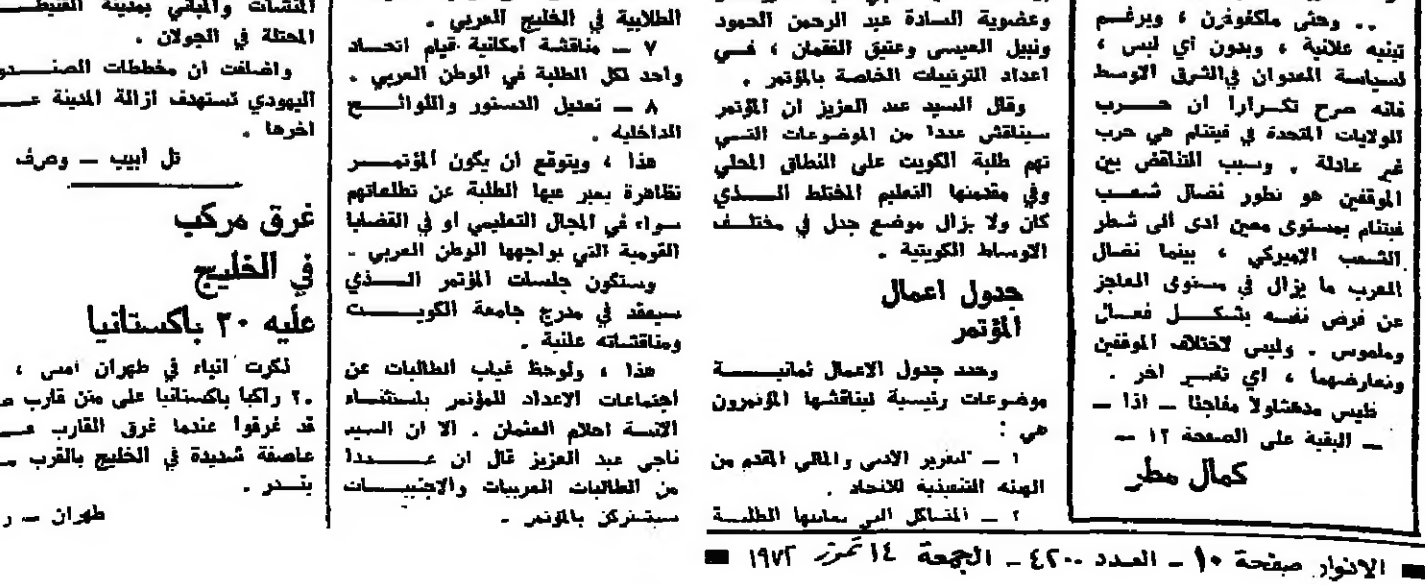 .. وحتى ماكغوفرن ، وبرغم
تبنيه علانية ، وبدون أي لبس ،
لسياسة العدوان في الشرق الاوسط
فانه صرح تكرارا ان حرب
الولايات المتحدة في فيتنام هي حرب
غير عادلة . وسبب التناقض بين
الموقفين هو تطور نضال شعب
فيتنام بمستوى معين ادى الى شطر
الشعب الاميركي ، بينما نضال
العرب ما يزال في مستوى العاجز
عن فرض نفسه بشكل فعال
وملموس . وليس لاختلاف الموقفين
وتعارضهما ، اي تفسير اخر .
فليس مدهشا ولا مفاجئا — اذا —
— البقية على الصفحة ١٢ —
كمال مطر
وعضوية السادة عبد الرحمن الحمود
ونبيل العيسى وعتيق الفقمان ، في
اعداد الترتيبات الخاصة بالمؤتمر .
وقال السيد عبد العزيز ان المؤتمر
سيناقش عددا من الموضوعات التي
تهم طلبة الكويت على النطاق المحلي
وفي مقدمتها التعليم المختلط الذي
كان ولا يزال موضع جدل في مختلف
الاوساط الكويتية .
جدول اعمال
المؤتمر
وحدد جدول الاعمال ثمانية
موضوعات رئيسية ليناقشها المؤتمرون
هي :
١ — التقرير الادبي والمالي المقدم من
الهيئه التنفيذية للاتحاد .
٢ — المشاكل التي يعانيها الطلبة
الطلابية في الخليج العربي .
٧ — مناقشة امكانية قيام اتحاد
واحد لكل الطلبة في الوطن العربي .
٨ — تعديل الدستور واللوائح
الداخليه .
هذا ، ويتوقع ان يكون المؤتمر
تظاهرة يعبر عنها الطلبة عن تطلعاتهم
سواء في المجال التعليمي او في القضايا
القومية التي يواجهها الوطن العربي .
وستكون جلسات المؤتمر الذي
سيعقد في مدرج جامعة الكويت
ومناقشاته علنية .
هذا ، ولوحظ غياب الطالبات عن
اجتماعات الاعداد للمؤتمر باستثناء
الانسة احلام العثمان . الا ان السيد
ناجي عبد العزيز قال ان عددا
من الطالبات العربيات والاجنبيات
سيشتركن بالمؤتمر .
المنشآت والمباني بمدينة القنيط
المحتلة في الجولان .
واضافت ان مخططات الصندو
اليهودي تستهدف ازالة المدينة عـ
اخرها .
تل ابيب — وصرف
غرق مركب
في الخليج
عليه ٢٠ باكستانيا
ذكرت انباء في طهران امس ،
٢٠ راكبا باكستانيا على متن قارب
قد غرقوا عندما غرق القارب
عاصفة شديدة في الخليج بالقرب
بندر .
طهران — ر
الانوار صفحة ١٠ – العدد ٤٢٠٠ – الجمعة ١٤ تموز ١٩٧٢